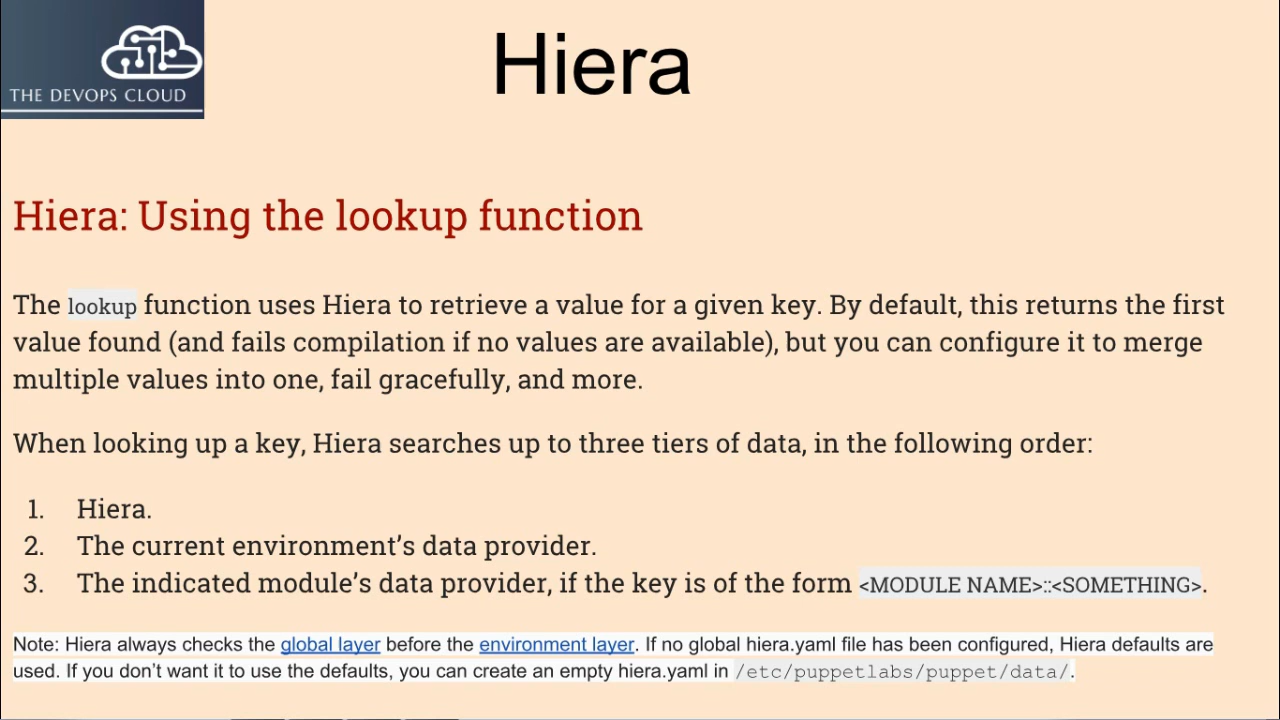 THE DEVOPS CLOUD
Hiera
Hiera: Using the lookup function
The lookup function uses Hiera to retrieve a value for a given key. By default, this returns the first
value found (and fails compilation if no values are available), but you can configure it to merge
multiple values into one, fail gracefully, and more.
When looking up a key, Hiera searches up to three tiers of data, in the following order:
1. Hiera.
2. The current environment’s data provider.
3. The indicated module’s data provider, if the key is of the form <MODULE NAME>::<SOMETHING>.
Note: Hiera always checks the global layer before the environment layer. If no global hiera.yaml file has been configured, Hiera defaults are
used. If you don’t want it to use the defaults, you can create an empty hiera.yaml in /etc/puppetlabs/puppet/data/.